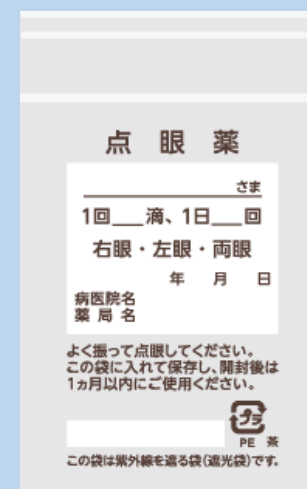 点 眼 薬
さま
1回___滴、1日___回
右眼・左眼・両眼
年 月 日
病医院名
薬 局 名
よく振って点眼してください。
この袋に入れて保存し、開封後は
1ヵ月以内にご使用ください。
プラ
PE 茶
この袋は紫外線を遮る袋(遮光袋)です。